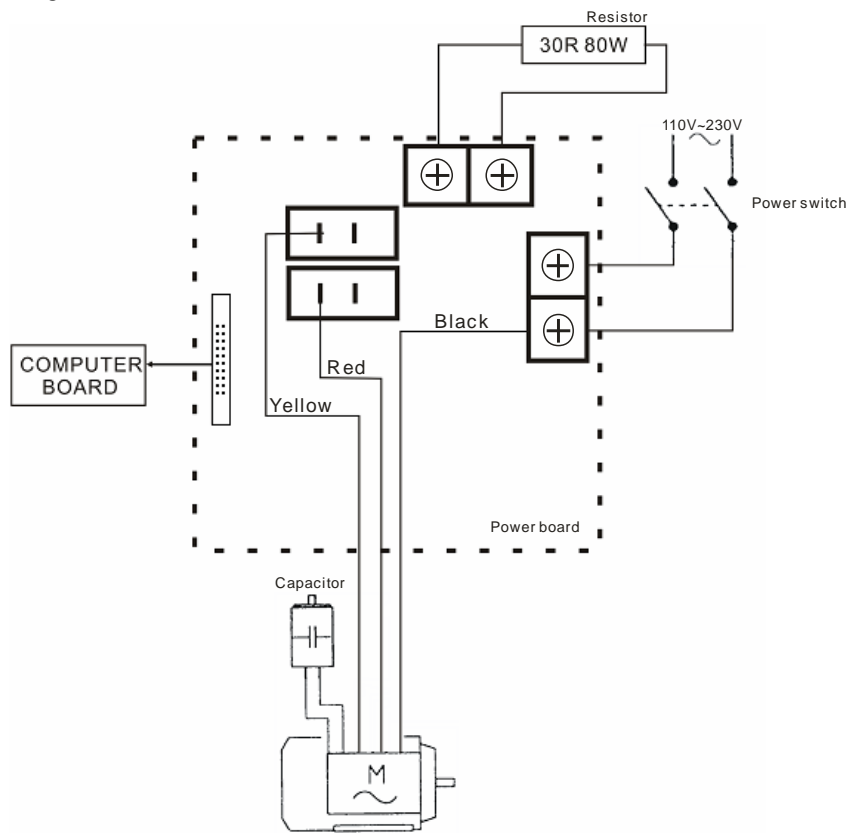 Resistor
30R 80W
110V~230V
Power switch
Black
Red
COMPUTER
BOARD
Yellow
Power board
Capacitor
M